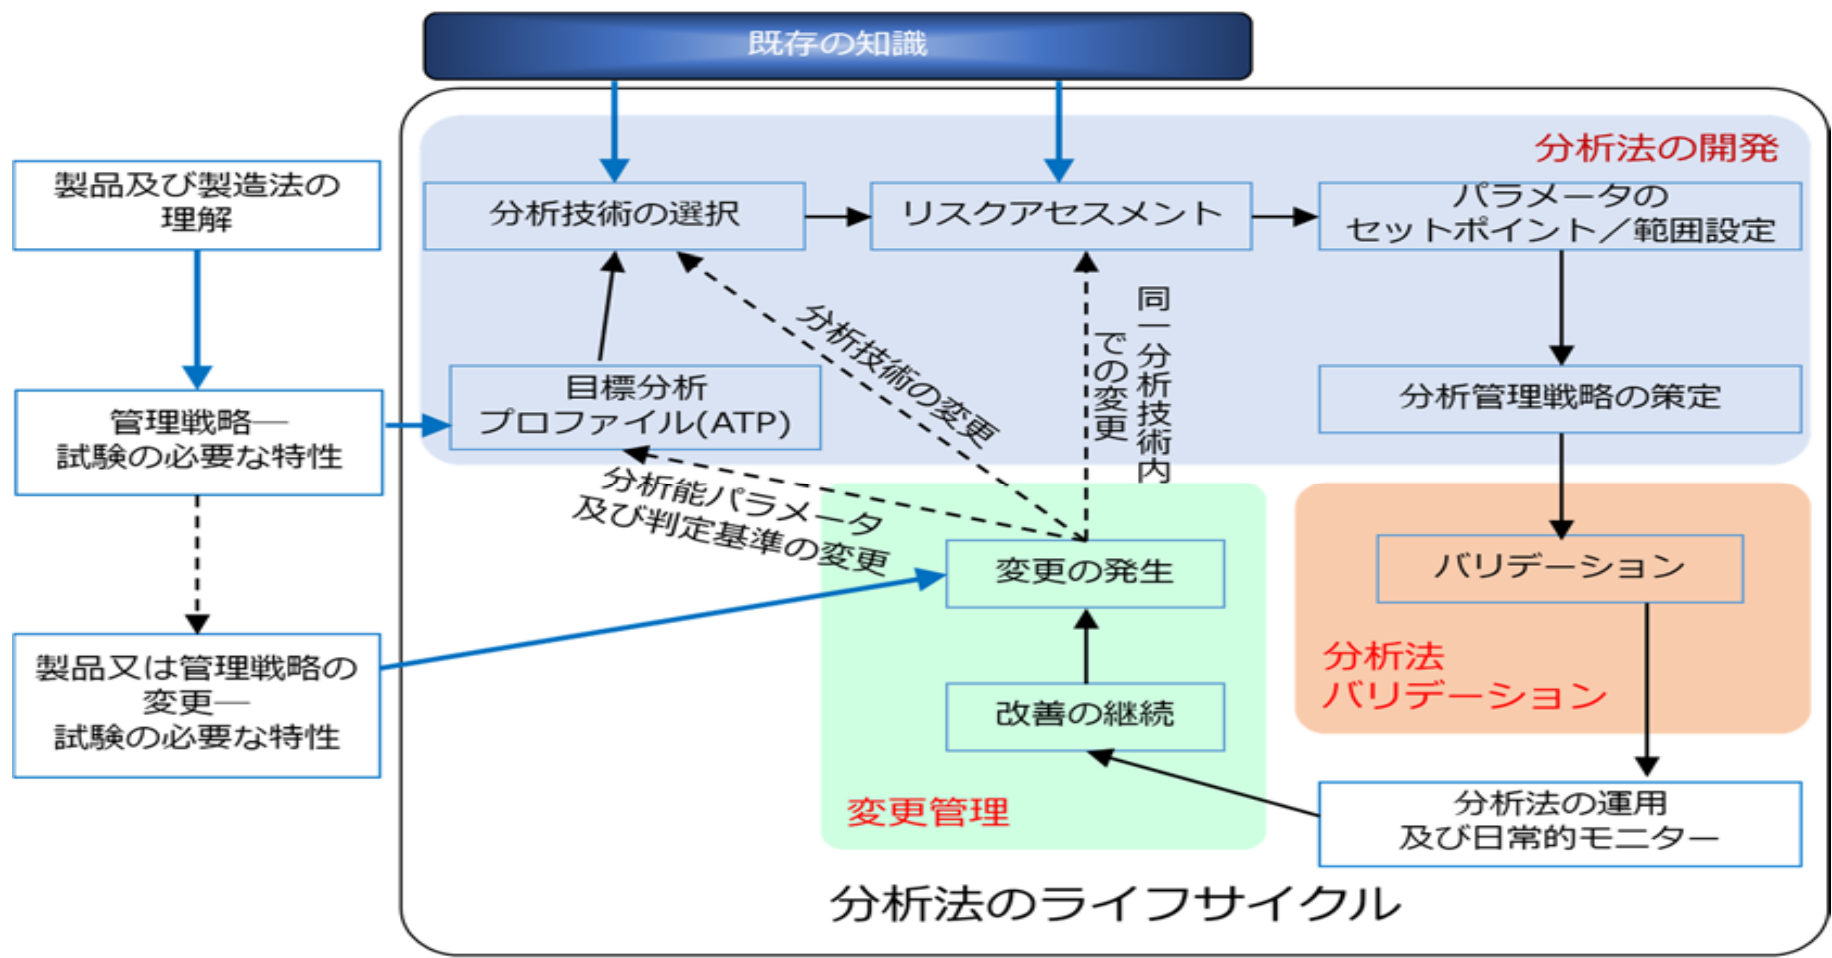 既存の知識
分析法の開発
製品及び製造法の
理解
分析技術の選択
リスクアセスメント
パラメータの
セットポイント／範囲設定
管理戦略―
試験の必要な特性
目標分析
プロファイル(ATP)
分析技術の変更
同一分析技術内
での変更
分析管理戦略の策定
分析能パラメータ
及び判定基準の変更
変更の発生
バリデーション
分析法
バリデーション
製品又は管理戦略の
変更―
試験の必要な特性
改善の継続
変更管理
分析法の運用
及び日常的モニター
分析法のライフサイクル